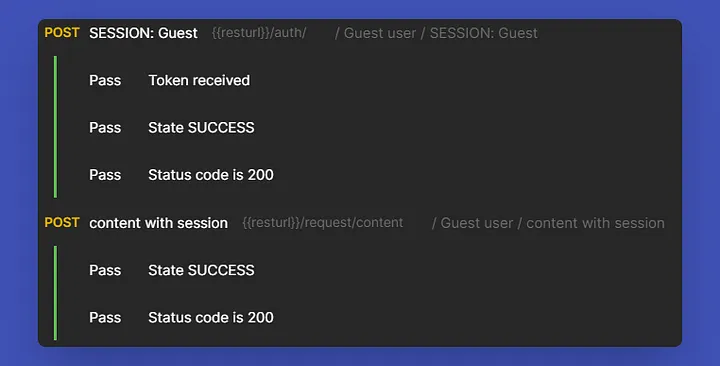 POST SESSION: Guest {{resturl}}/auth/ / Guest user / SESSION: Guest
Pass Token received
Pass State SUCCESS
Pass Status code is 200
POST content with session {{resturl}}/request/content / Guest user / content with session
Pass State SUCCESS
Pass Status code is 200